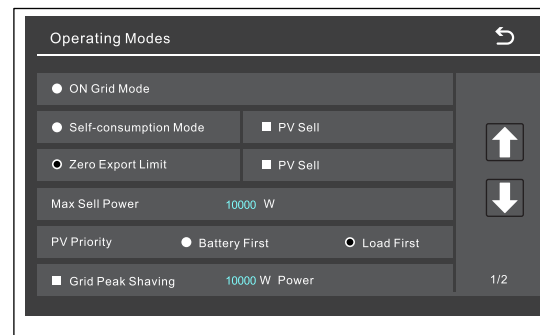 Operating Modes
ON Grid Mode
Self-consumption Mode PV Sell
Zero Export Limit PV Sell
Max Sell Power 10000 W
PV Priority Battery First Load First
Grid Peak Shaving 10000 W Power 1/2